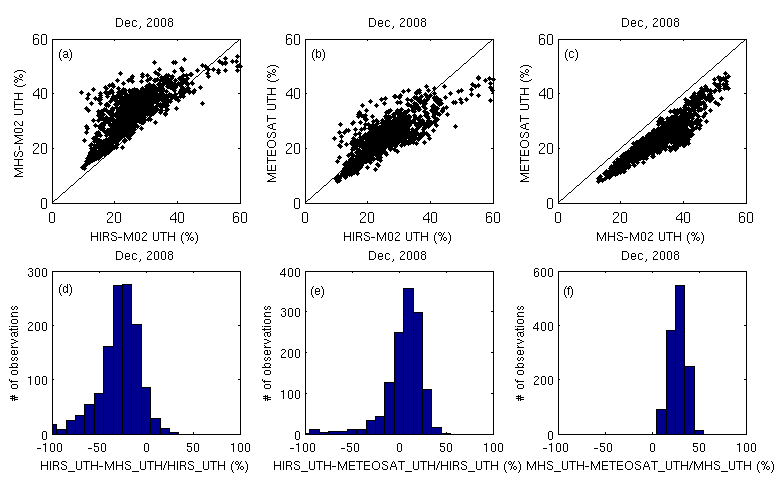 Dec, 2008
Dec, 2008
Dec, 2008
(a)
(b)
(c)
MHS-M02 UTH (%)
METEOSAT UTH (%)
METEOSAT UTH (%)
60
40
20
0
60
40
20
0
60
40
20
0
0 20 40 60
0 20 40 60
0 20 40 60
HIRS-M02 UTH (%)
HIRS-M02 UTH (%)
MHS-M02 UTH (%)
Dec, 2008
Dec, 2008
Dec, 2008
(d)
(e)
(f)
# of observations
# of observations
# of observations
300
200
100
0
400
300
200
100
0
600
400
200
0
-100 -50 0 50 100
-100 -50 0 50 100
-100 -50 0 50 100
HIRS_UTH-MHS_UTH/HIRS_UTH (%)
HIRS_UTH-METEOSAT_UTH/HIRS_UTH (%)
MHS_UTH-METEOSAT_UTH/MHS_UTH (%)